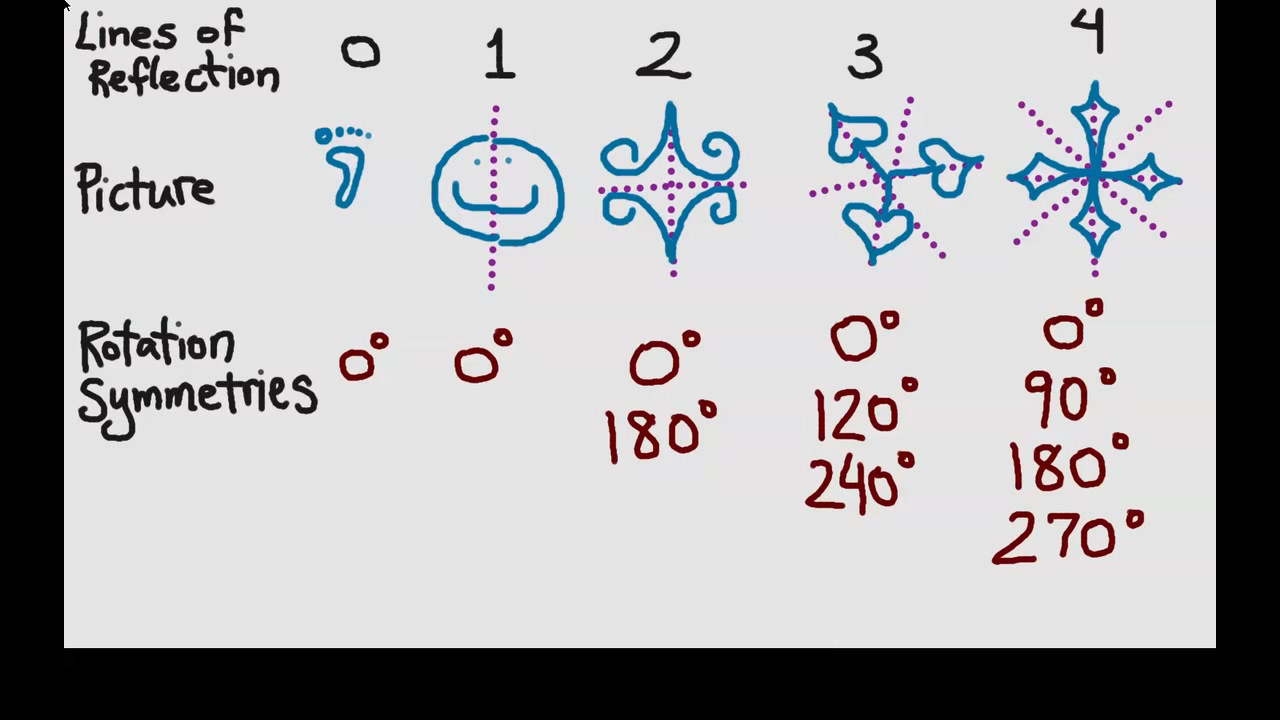 Lines of Reflection 0 1 2 3 4
Picture
Rotation Symmetries 0° 0° 0° 0° 0°
180° 120° 90°
240° 180°
270°